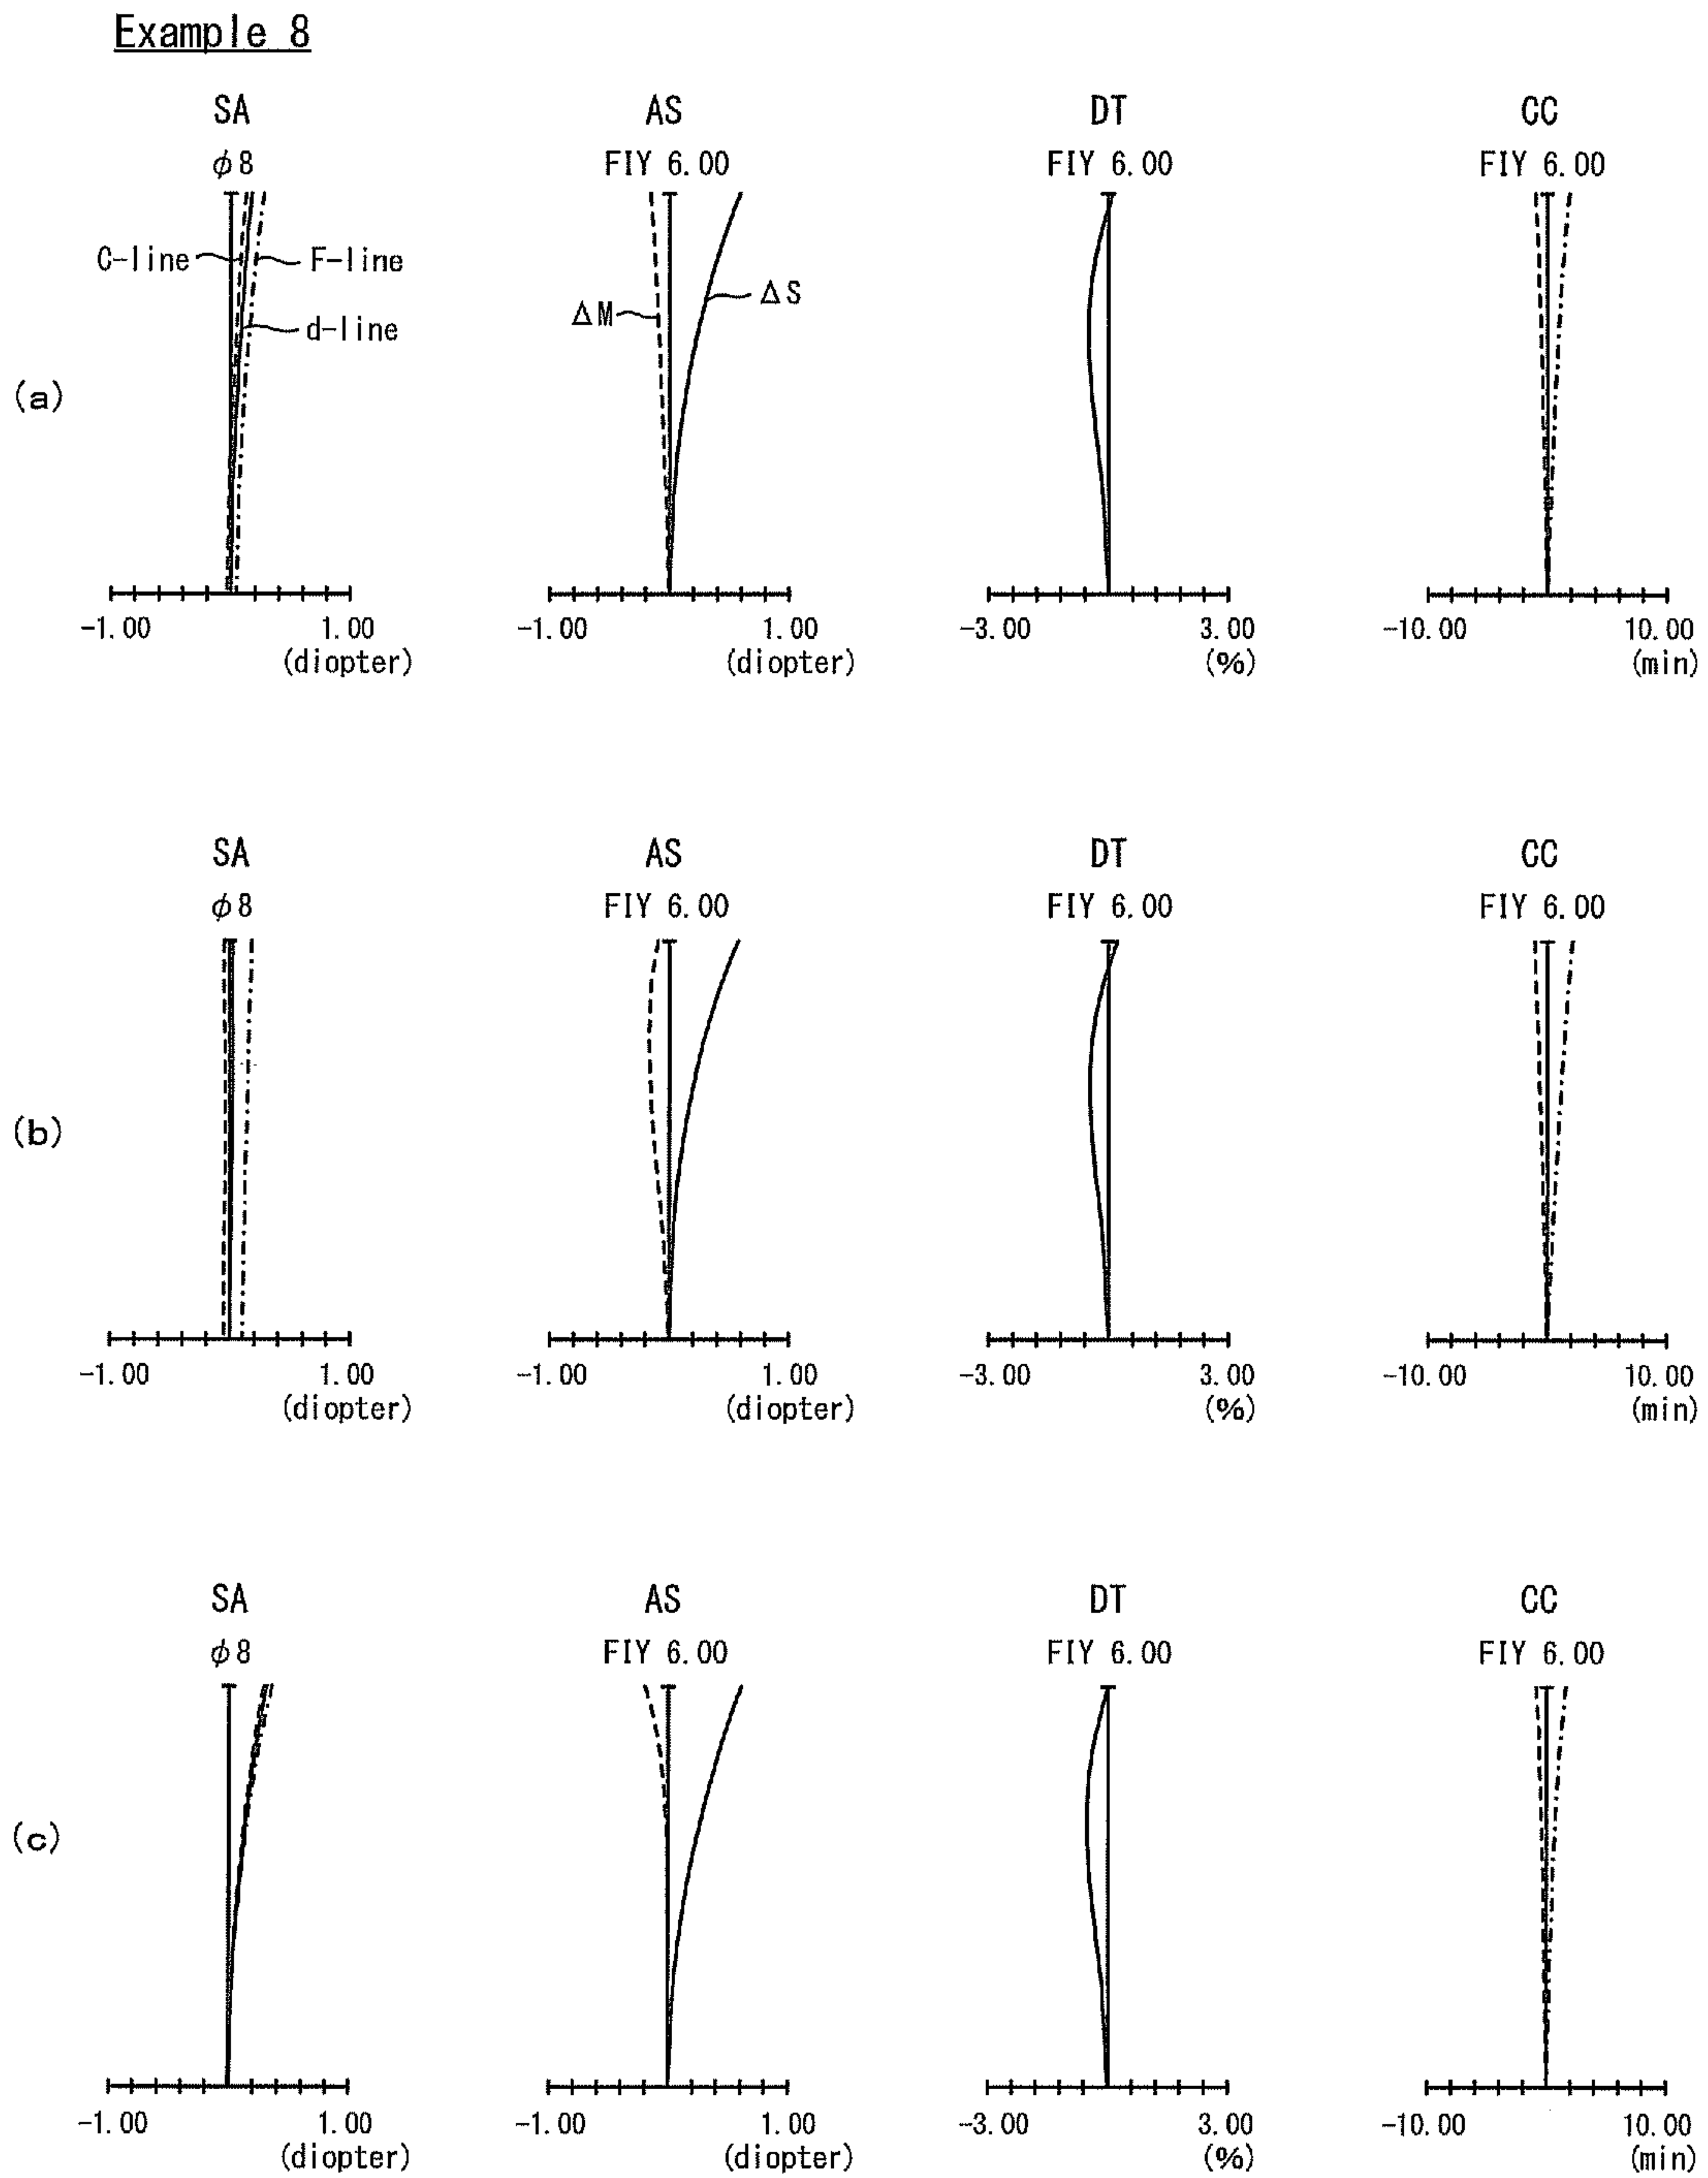 Example 8
SA AS DT CC
φ8 FIY 6.00 FIY 6.00 FIY 6.00
C-line F-line d-line
ΔM ΔS
(a)
-1.00 1.00 -1.00 1.00 -3.00 3.00 -10.00 10.00
(diopter) (diopter) (%) (min)
SA AS DT CC
φ8 FIY 6.00 FIY 6.00 FIY 6.00
(b)
-1.00 1.00 -1.00 1.00 -3.00 3.00 -10.00 10.00
(diopter) (diopter) (%) (min)
SA AS DT CC
φ8 FIY 6.00 FIY 6.00 FIY 6.00
(c)
-1.00 1.00 -1.00 1.00 -3.00 3.00 -10.00 10.00
(diopter) (diopter) (%) (min)